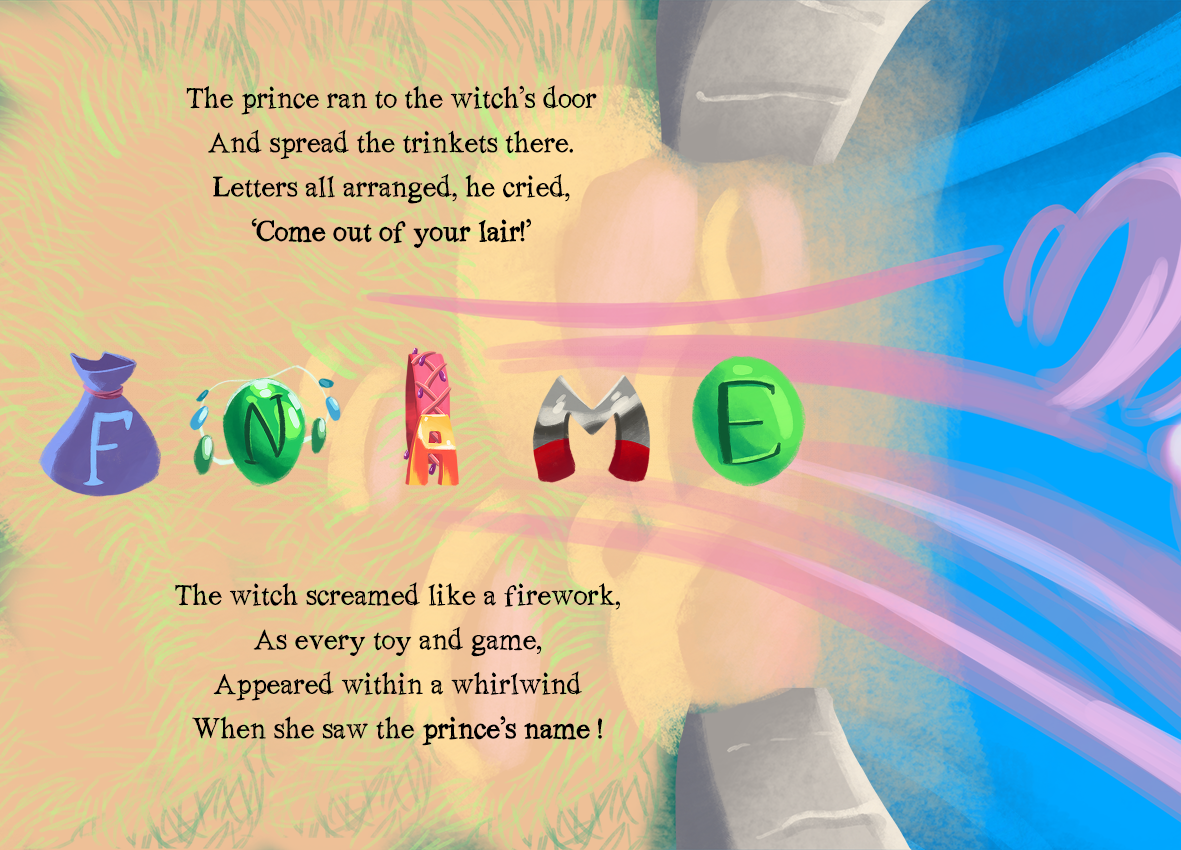 The prince ran to the witch's door
And spread the trinkets there.
Letters all arranged, he cried,
‘Come out of your lair!’
F N A M E
The witch screamed like a firework,
As every toy and game,
Appeared within a whirlwind
When she saw the prince's name !